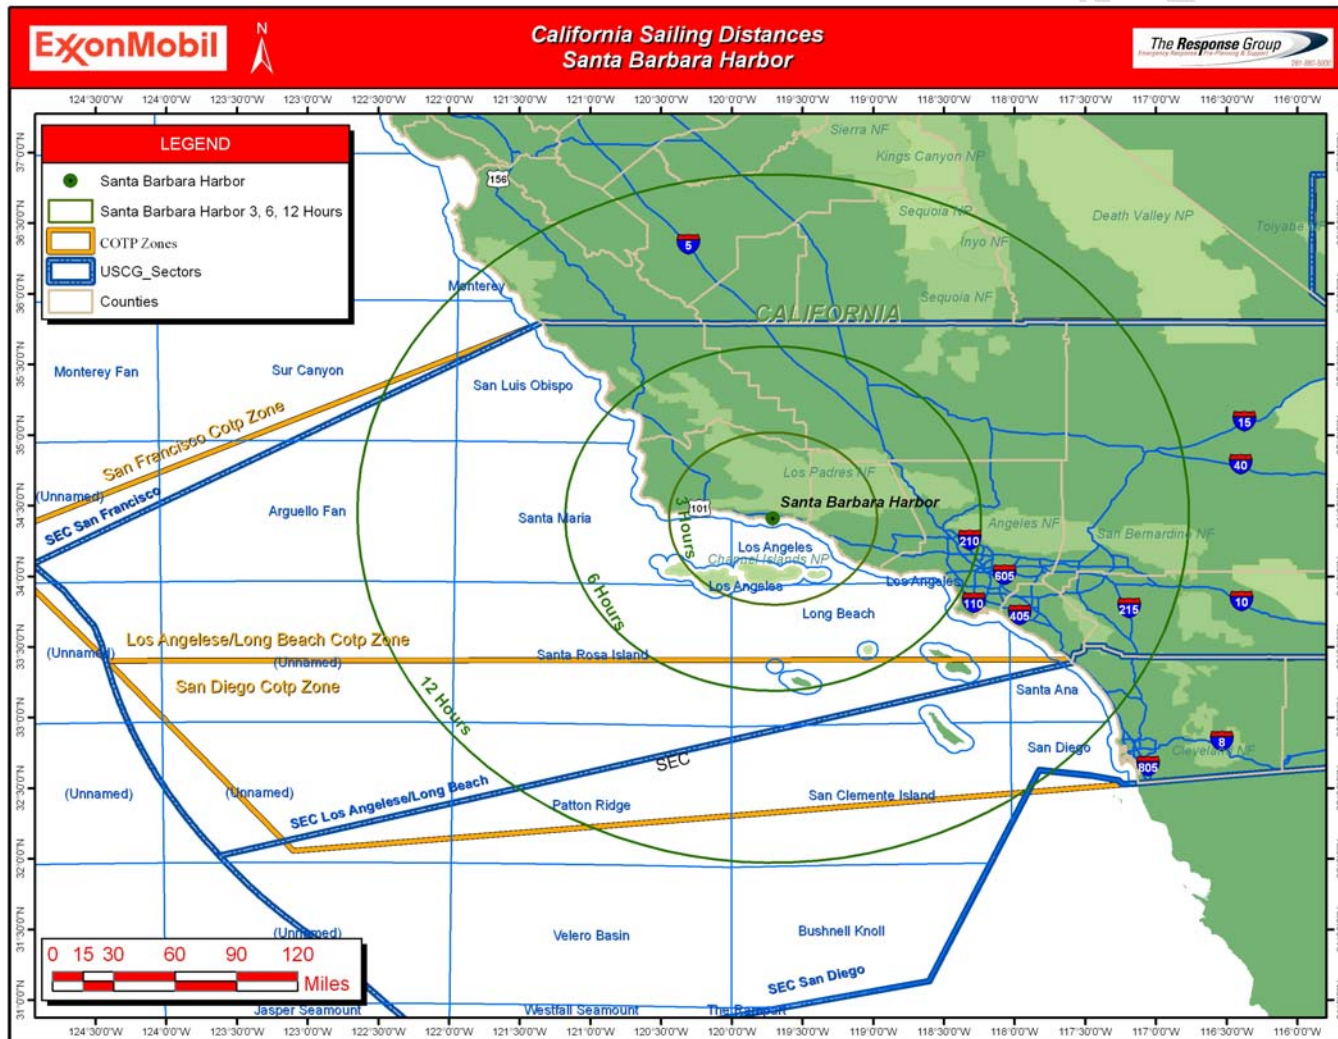 ExxonMobil
N
California Sailing Distances
Santa Barbara Harbor
The Response Group
Emergency Response Pre-Planning & Support
281-880-5000
124°30'0"W 124°0'0"W 123°30'0"W 123°0'0"W 122°30'0"W 122°0'0"W 121°30'0"W 121°0'0"W 120°30'0"W 120°0'0"W 119°30'0"W 119°0'0"W 118°30'0"W 118°0'0"W 117°30'0"W 117°0'0"W 116°30'0"W 116°0'0"W
LEGEND
Santa Barbara Harbor
Santa Barbara Harbor 3, 6, 12 Hours
COTP Zones
USCG_Sectors
Counties
37°0'0"N
36°30'0"N
36°0'0"N
35°30'0"N
35°0'0"N
34°30'0"N
34°0'0"N
33°30'0"N
33°0'0"N
32°30'0"N
32°0'0"N
31°30'0"N
31°0'0"N
Sierra NF
Kings Canyon NP
156
Sequoia NP
Death Valley NP
Toiyabe NF
5
Inyo NF
Monterey
Sequoia NF
CALIFORNIA
Monterey Fan
Sur Canyon
San Luis Obispo
San Francisco Cotp Zone
15
40
Los Padres NF
(Unnamed)
SEC San Francisco
Arguello Fan
Santa Maria
101
3 Hours
Santa Barbara Harbor
Angeles NF
San Bernardino NF
210
Los Angeles
Channel Islands NP
Los Angeles
Los Angeles
605
6 Hours
110
405
215
10
Long Beach
Los Angelese/Long Beach Cotp Zone
(Unnamed)
(Unnamed)
Santa Rosa Island
San Diego Cotp Zone
12 Hours
Santa Ana
San Diego
8
Cleveland NF
805
SEC
(Unnamed)
(Unnamed)
SEC Los Angelese/Long Beach
Patton Ridge
San Clemente Island
(Unnamed)
Velero Basin
Bushnell Knoll
0 15 30 60 90 120
Miles
SEC San Diego
Jasper Seamount
Westfall Seamount
The Rampart
124°30'0"W 124°0'0"W 123°30'0"W 123°0'0"W 122°30'0"W 122°0'0"W 121°30'0"W 121°0'0"W 120°30'0"W 120°0'0"W 119°30'0"W 119°0'0"W 118°30'0"W 118°0'0"W 117°30'0"W 117°0'0"W 116°30'0"W 116°0'0"W